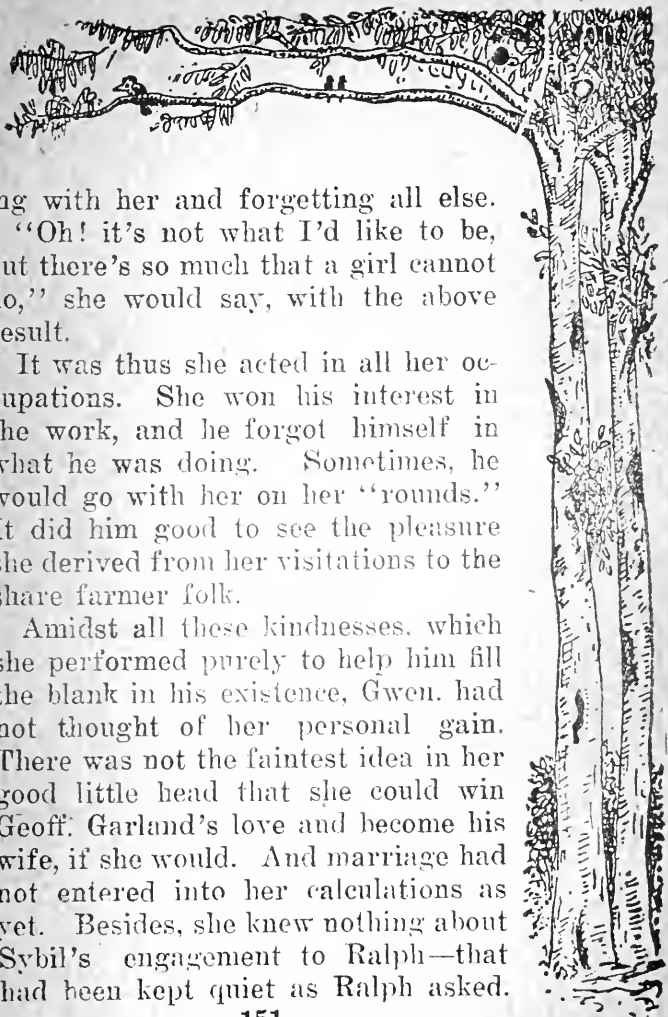 ng with her and forgetting all else.
"Oh! it's not what I'd like to be,
ut there's so much that a girl cannot
o," she would say, with the above
esult.
It was thus she acted in all her oc-
upations. She won his interest in
he work, and he forgot himself in
what he was doing. Sometimes, he
would go with her on her "rounds."
It did him good to see the pleasure
she derived from her visitations to the
share farmer folk.
Amidst all these kindnesses, which
she performed purely to help him fill
the blank in his existence, Gwen. had
not thought of her personal gain.
There was not the faintest idea in her
good little head that she could win
Geoff. Garland's love and become his
wife, if she would. And marriage had
not entered into her calculations as
yet. Besides, she knew nothing about
Sybil's engagement to Ralph—that
had been kept quiet as Ralph asked.
151